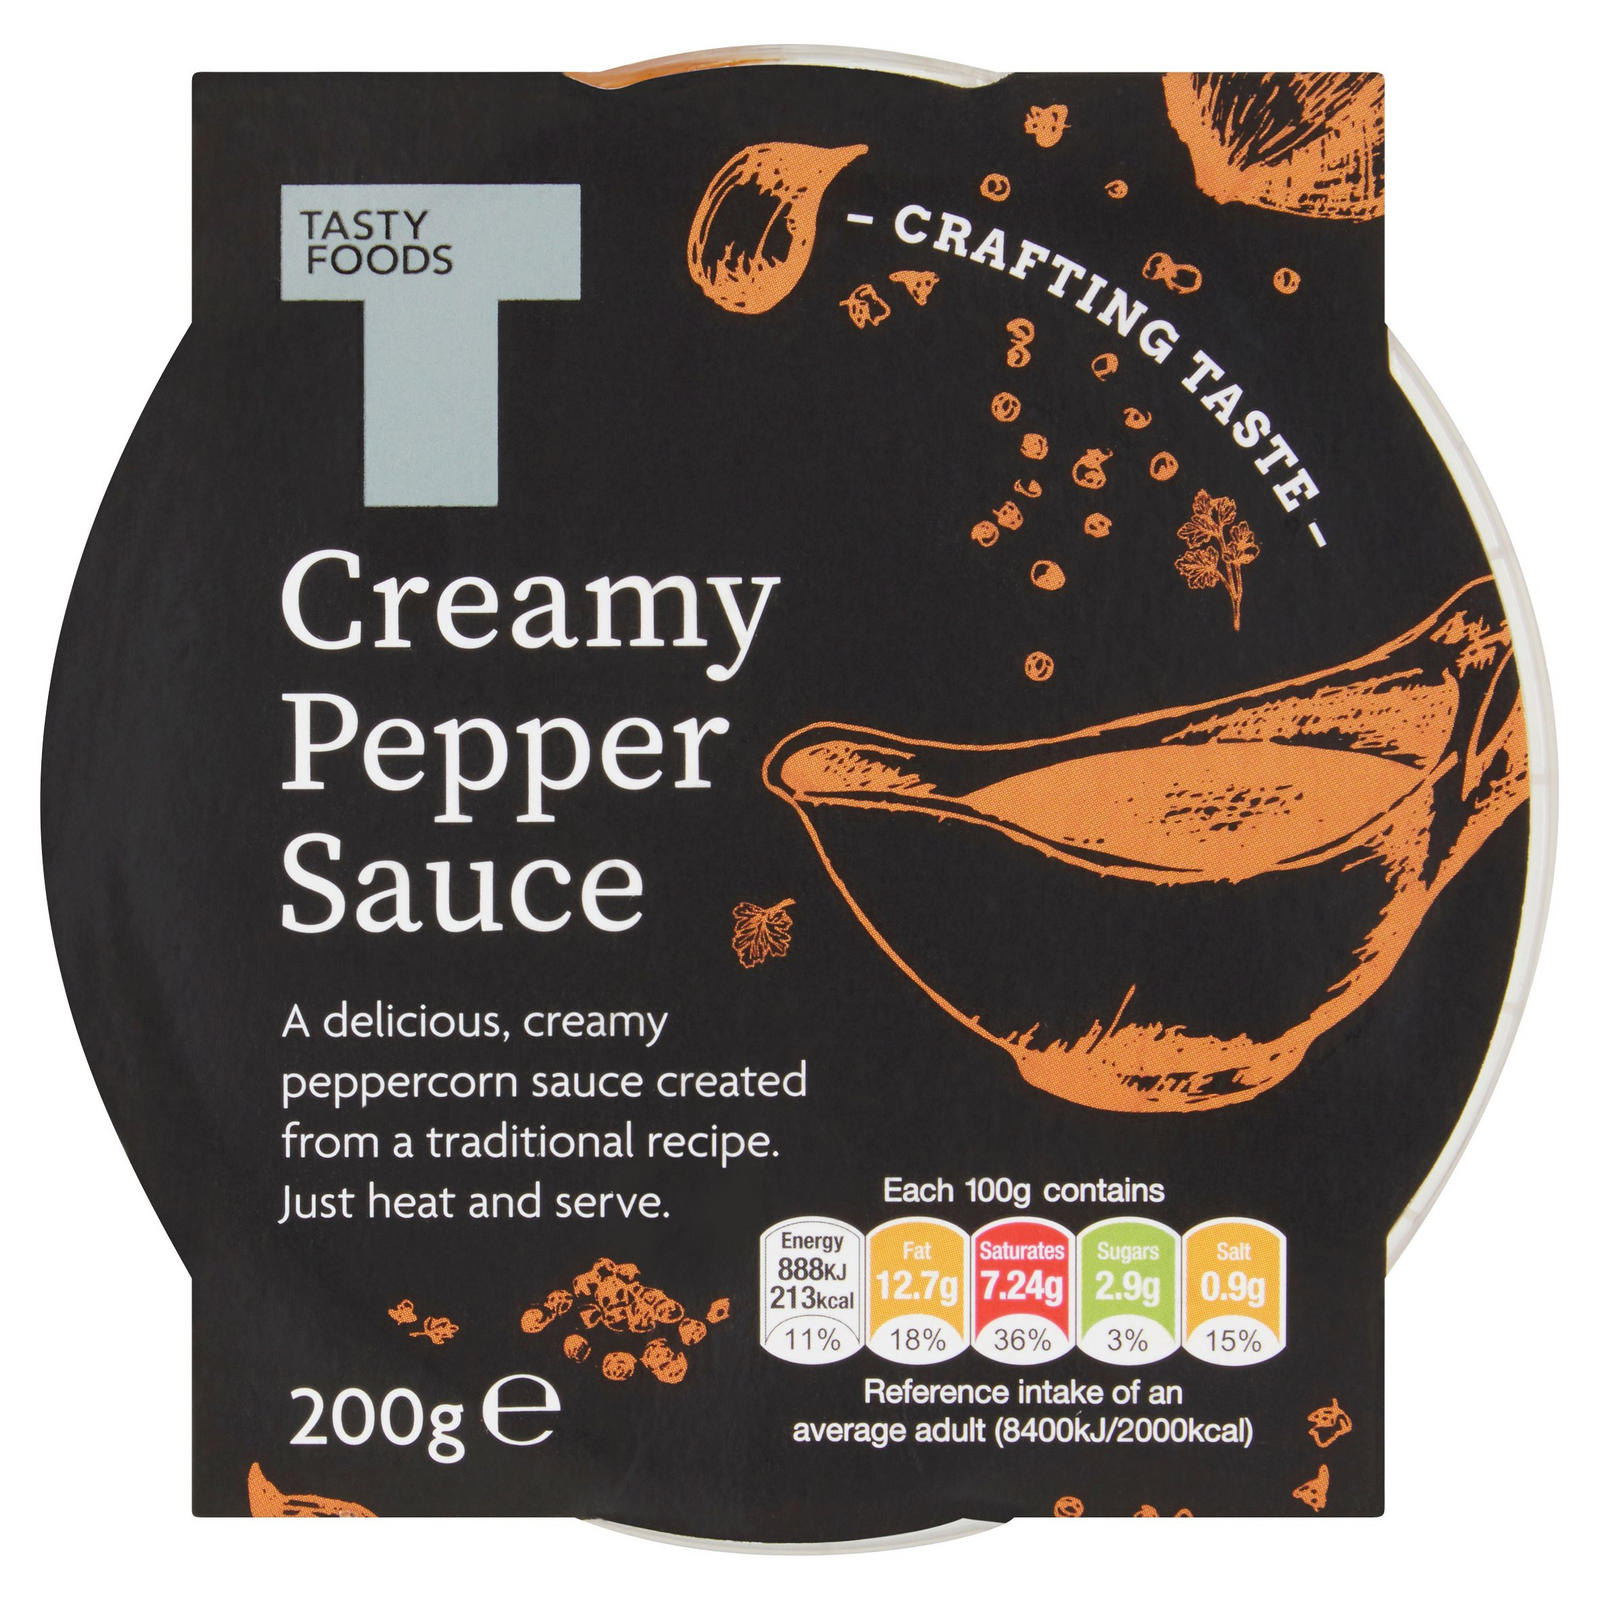 TASTY
FOODS
– CRAFTING TASTE –
Creamy
Pepper
Sauce
A delicious, creamy
peppercorn sauce created
from a traditional recipe.
Just heat and serve.
Each 100g contains
Energy
888KJ
213kcal
11%
Fat
12.7g
18%
Saturates
7.24g
36%
Sugars
2.9g
3%
Salt
0.9g
15%
Reference intake of an
average adult (8400kJ/2000kcal)
200g ℮